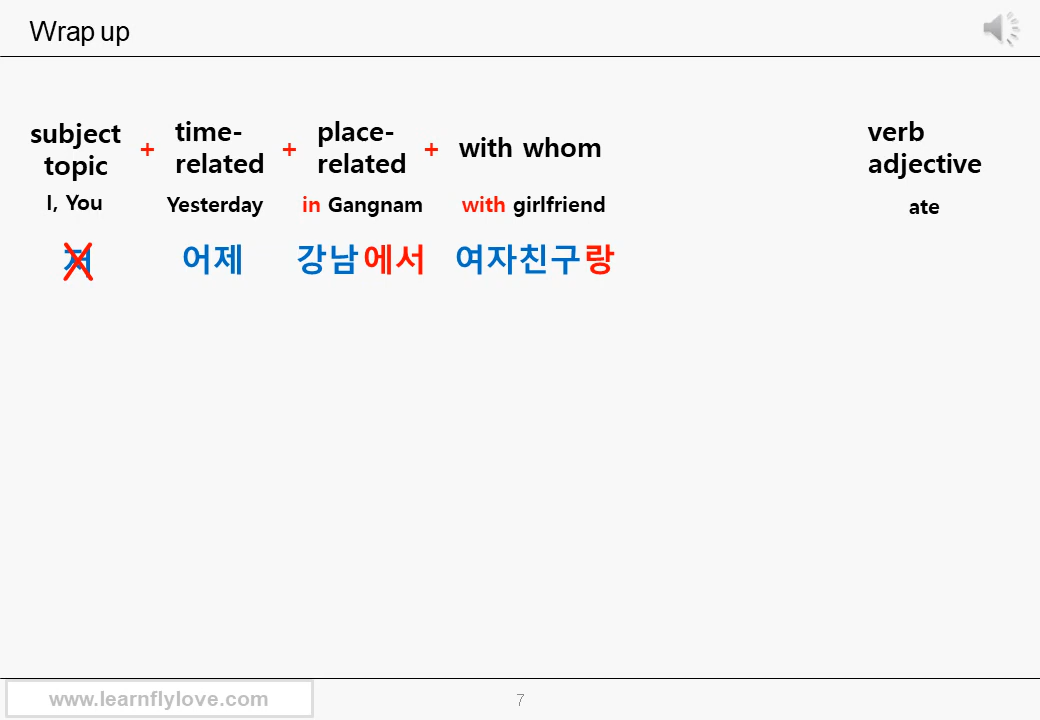 Wrap up
subject topic + time-related + place-related + with whom verb adjective
I, You Yesterday in Gangnam with girlfriend ate
저 어제 강남에서 여자친구랑
www.learnflylove.com
7